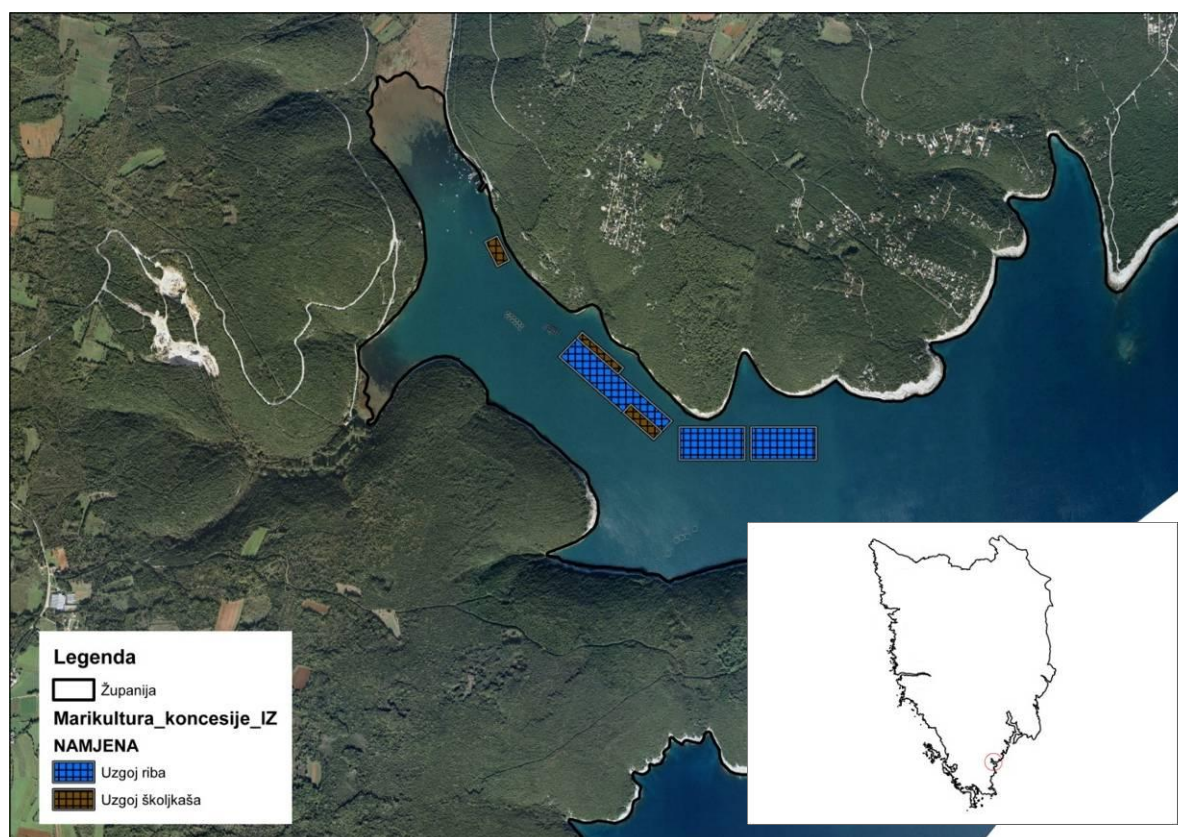 Legenda
Županija
Marikultura_koncesije_IZ
NAMJENA
Uzgoj riba
Uzgoj školjkaša